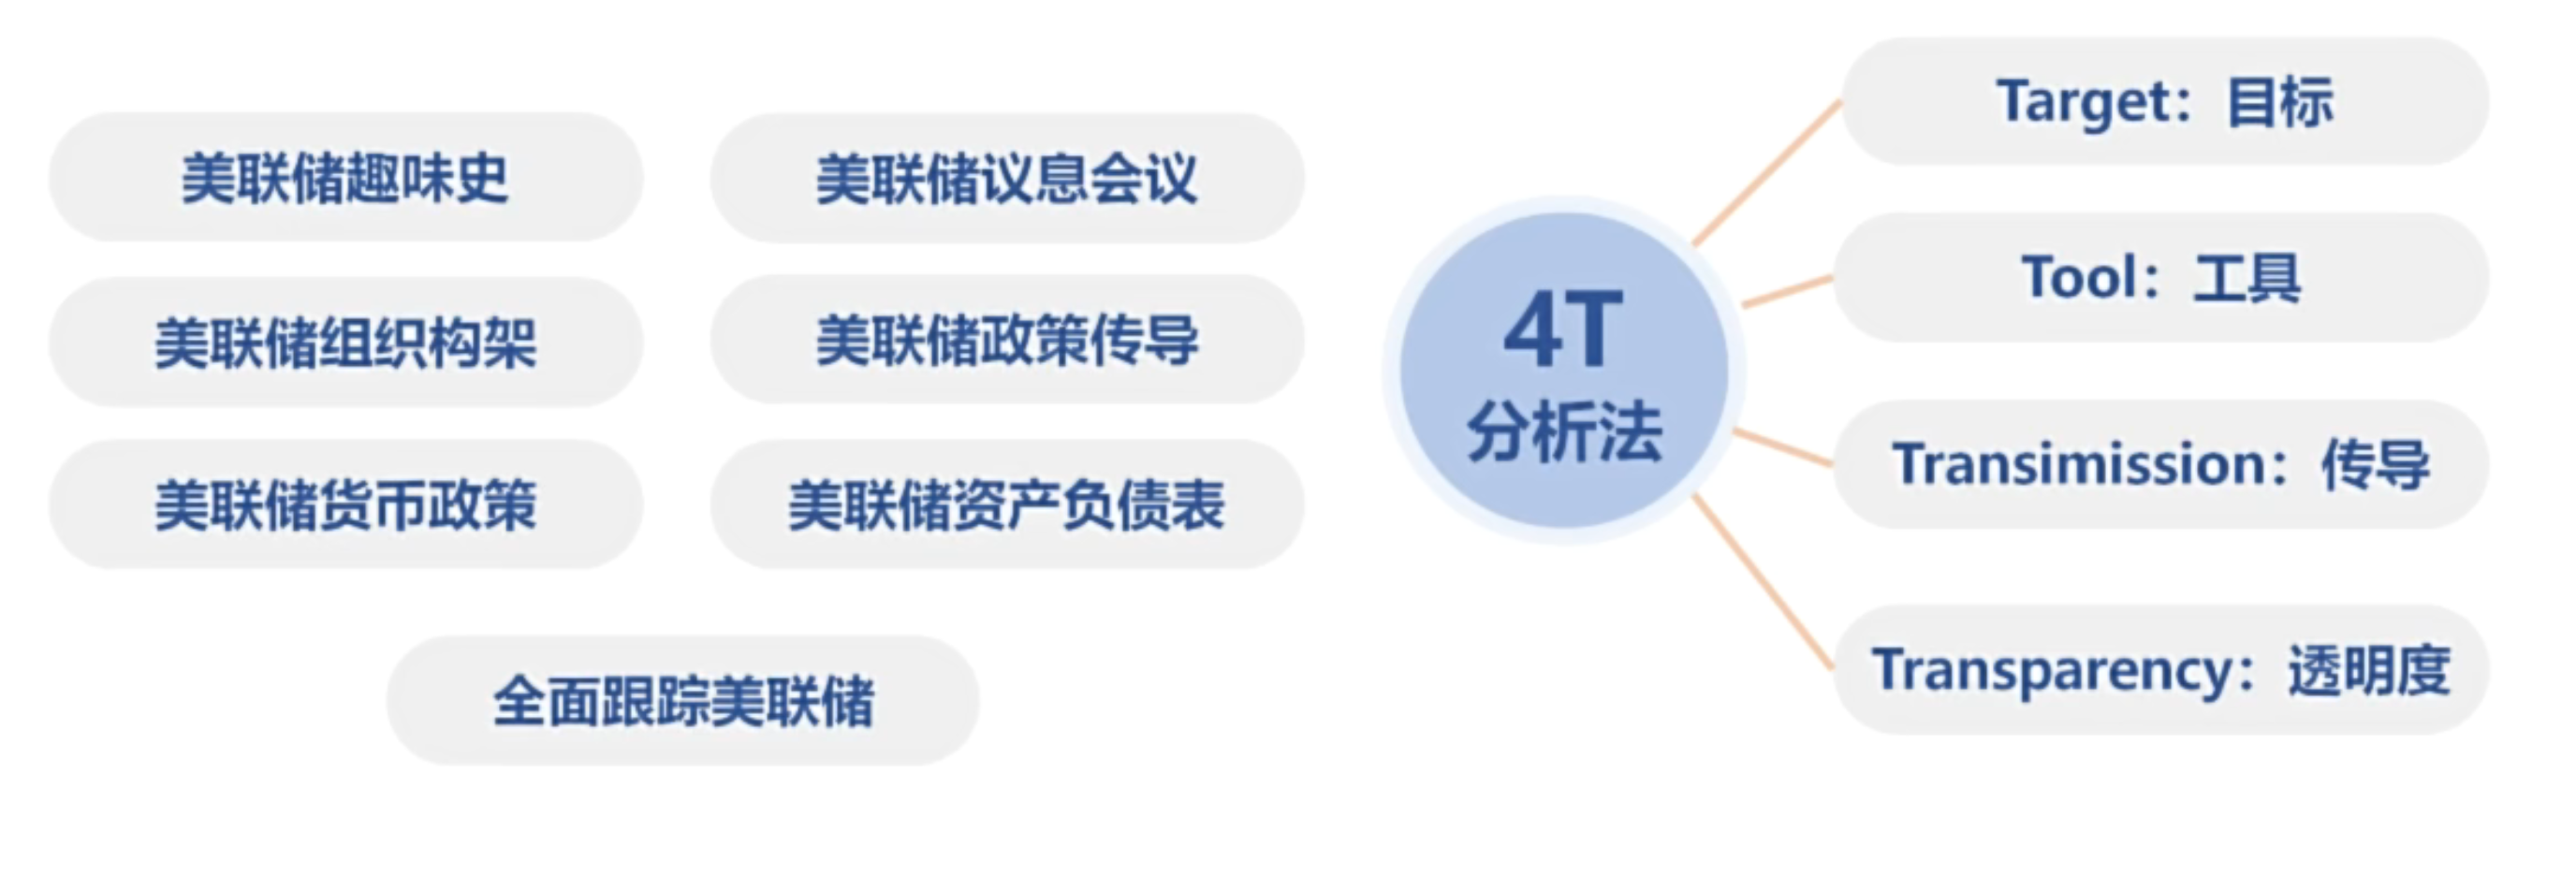 美联储趣味史
美联储议息会议
美联储组织构架
美联储政策传导
美联储货币政策
美联储资产负债表
全面跟踪美联储
4T
分析法
Target：目标
Tool：工具
Transimission：传导
Transparency：透明度